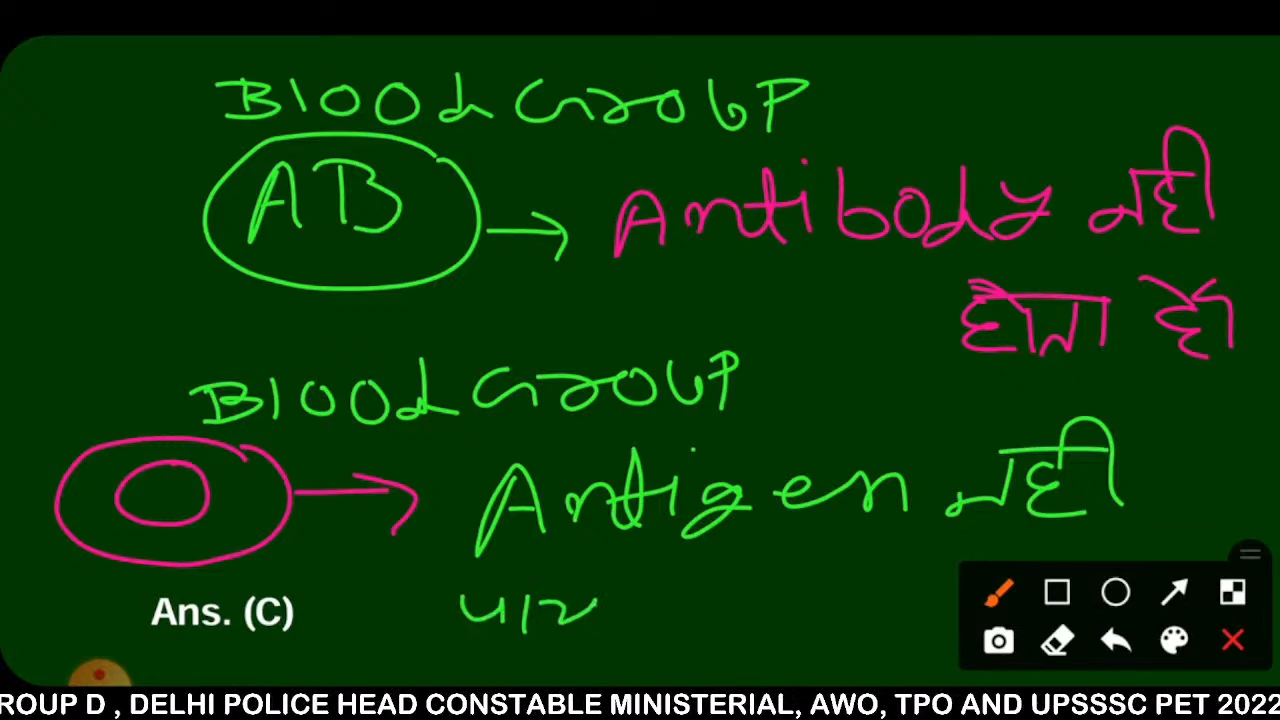 Blood Group
AB → Antibody नही
होता है
Blood Group
O → Antigen नही
Ans. (C)
ROUP D , DELHI POLICE HEAD CONSTABLE MINISTERIAL, AWO, TPO AND UPSSSC PET 2022